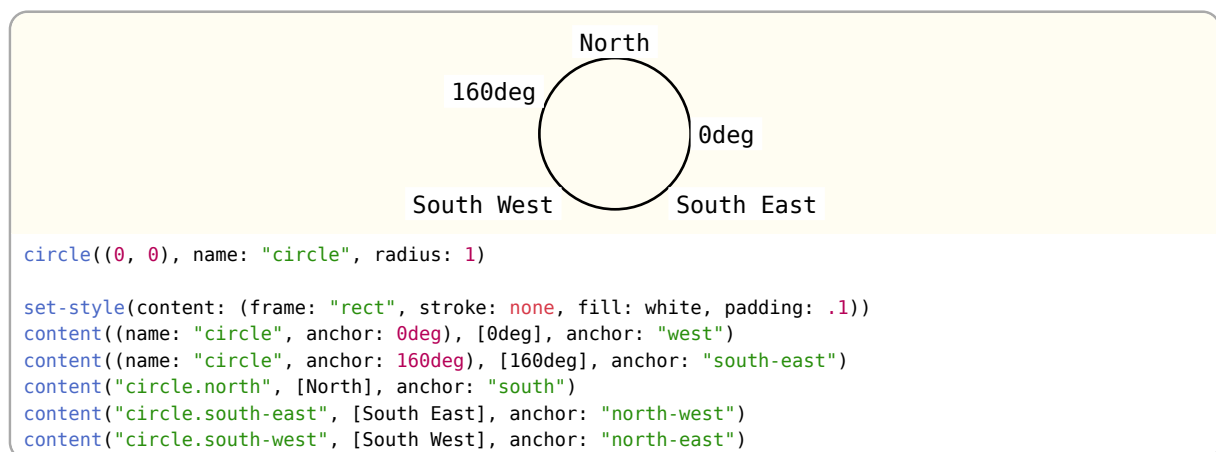 North
160deg
0deg
South West
South East
circle((0, 0), name: "circle", radius: 1)
set-style(content: (frame: "rect", stroke: none, fill: white, padding: .1))
content((name: "circle", anchor: 0deg), [0deg], anchor: "west")
content((name: "circle", anchor: 160deg), [160deg], anchor: "south-east")
content("circle.north", [North], anchor: "south")
content("circle.south-east", [South East], anchor: "north-west")
content("circle.south-west", [South West], anchor: "north-east")